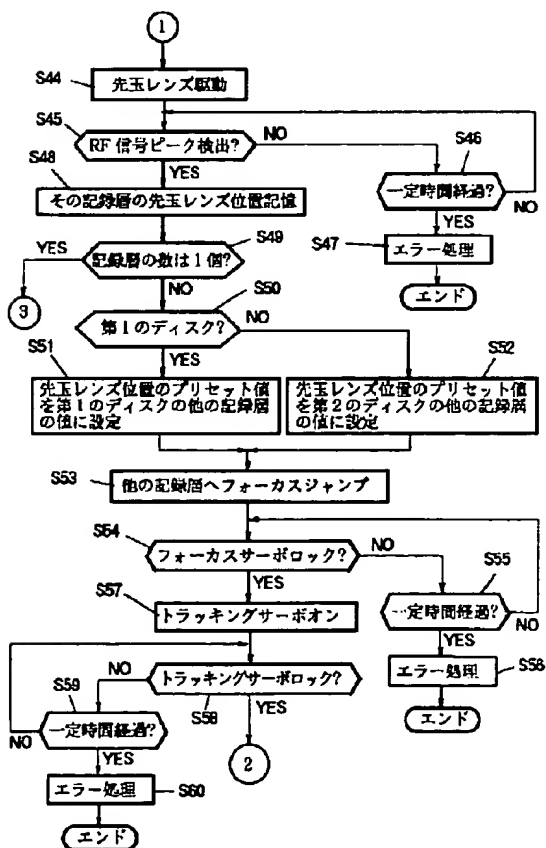 1
S44
先玉レンズ駆動
S45
RF信号ピーク検出?
NO
YES
S46
一定時間経過?
NO
YES
S47
エラー処理
エンド
S48
その記録層の先玉レンズ位置記憶
S49
記録層の数は1個?
YES
NO
3
S50
第1のディスク?
NO
YES
S51
先玉レンズ位置のプリセット値
を第1のディスクの他の記録層
の値に設定
S52
先玉レンズ位置のプリセット値
を第2のディスクの他の記録層
の値に設定
S53
他の記録層へフォーカスジャンプ
S54
フォーカスサーボロック?
NO
YES
S55
一定時間経過?
NO
YES
エラー処理
S56
エンド
S57
トラッキングサーボオン
トラッキングサーボロック?
S58
NO
YES
2
S59
一定時間経過?
NO
YES
エラー処理
S60
エンド